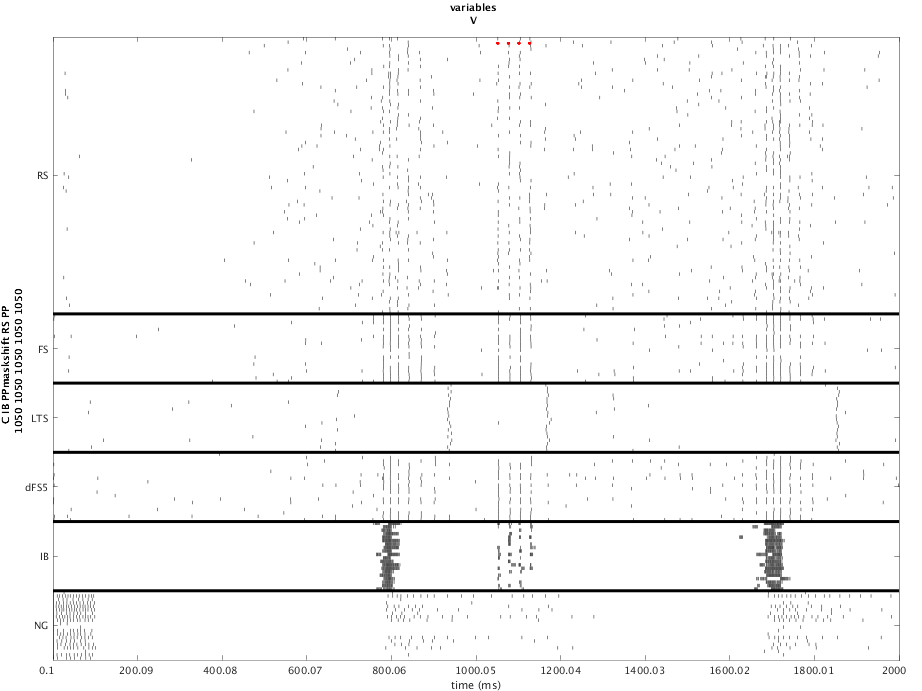 variables
V
C IB PPmaskshift RS PP
1050 1050 1050 1050 1050 1050
RS
FS
LTS
dFS5
IB
NG
0.1 200.09 400.08 600.07 800.06 1000.05 1200.04 1400.03 1600.02 1800.01 2000
time (ms)